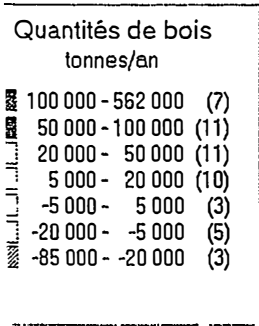 Quantités de bois
tonnes/an
100 000 - 562 000 (7)
50 000 - 100 000 (11)
20 000 - 50 000 (11)
5 000 - 20 000 (10)
-5 000 - 5 000 (3)
-20 000 - -5 000 (5)
-85 000 - -20 000 (3)